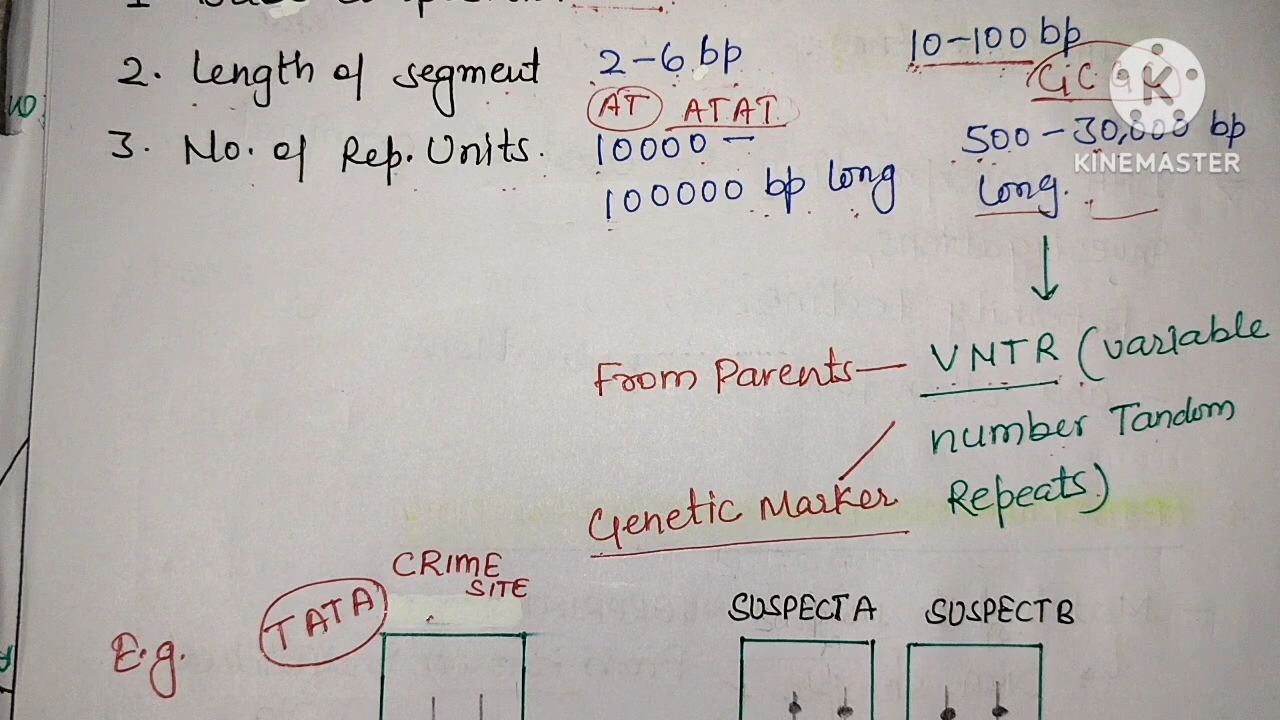 2. Length of segment 2-6 bp 10-100 bp
AT ATAT GC
3. No. of Rep. Units. 10000 - 500-30,000 bp
100000 bp long long.
KINEMASTER
From Parents— VNTR (variable
number Tandom
Genetic Marker Repeats)
CRIME
SITE
E.g. TATA SUSPECT A SUSPECT B